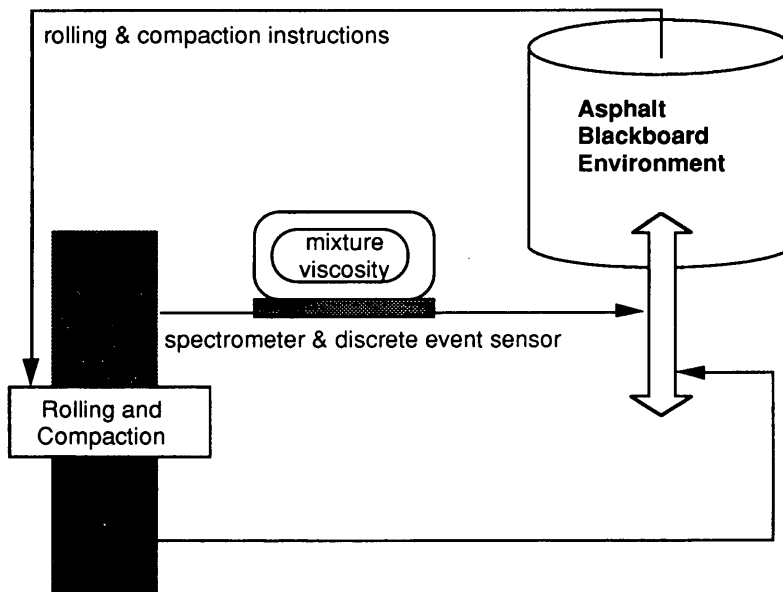 rolling & compaction instructions
Asphalt
Blackboard
Environment
mixture
viscosity
spectrometer & discrete event sensor
Rolling and
Compaction